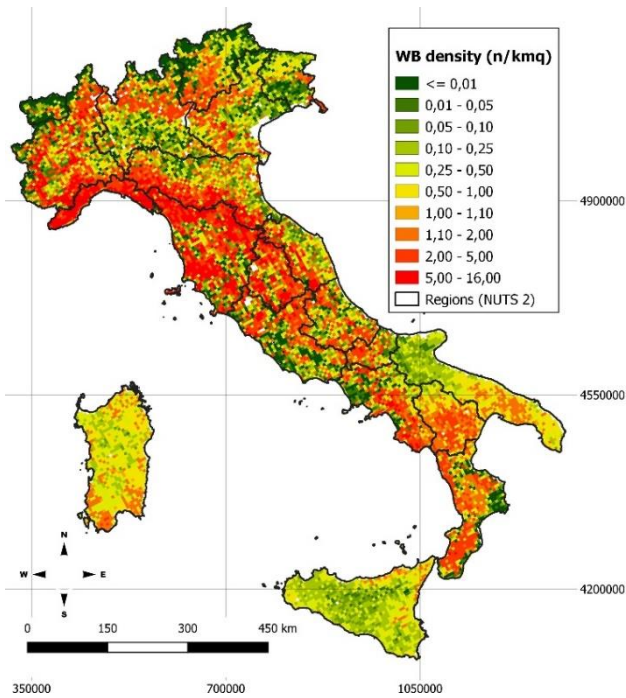 WB density (n/kmq)
<= 0,01
0,01 - 0,05
0,05 - 0,10
0,10 - 0,25
0,25 - 0,50
0,50 - 1,00
1,00 - 1,10
1,10 - 2,00
2,00 - 5,00
5,00 - 16,00
Regions (NUTS 2)
4900000
4550000
N
W E
S
4200000
0 150 300 450 km
350000 700000 1050000